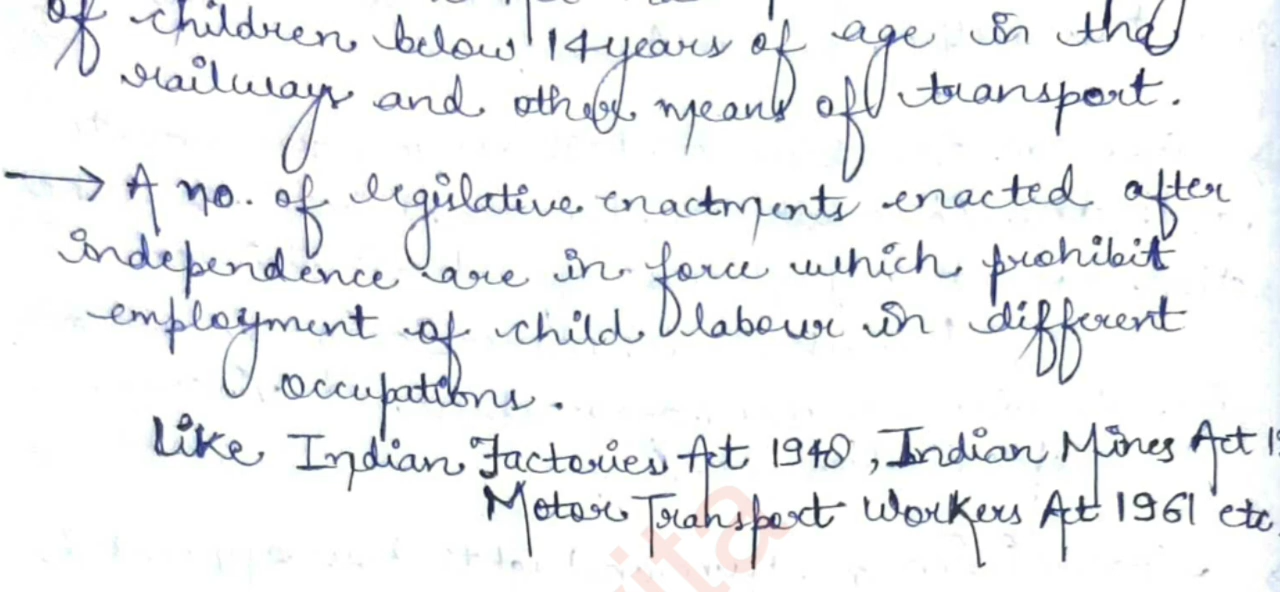 of children below 14 years of age in the
railways and other means of transport.
→ A no. of legislative enactments enacted after
independence are in force which prohibit
employment of child labour in different
occupations.
Like Indian Factories Act 1948, Indian Mines Act
Motor Transport Workers Act 1961 etc.